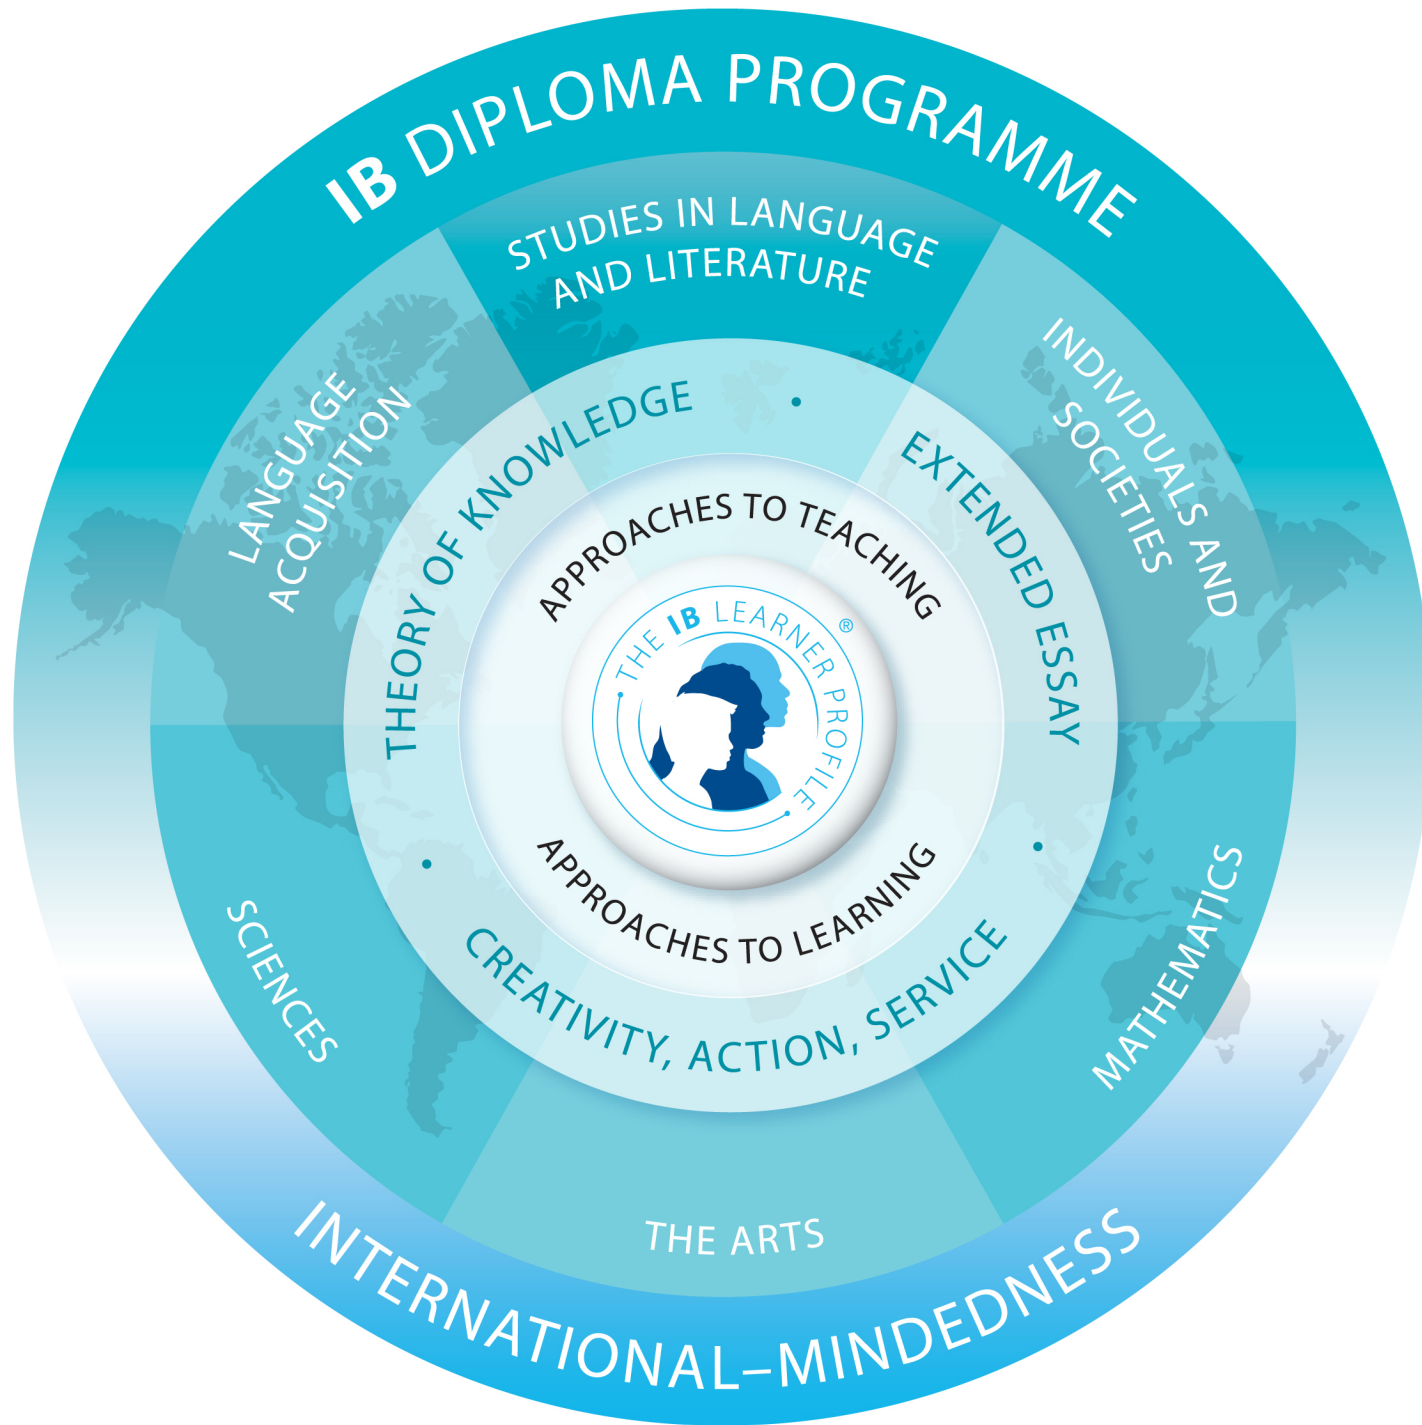 IB DIPLOMA PROGRAMME
STUDIES IN LANGUAGE
AND LITERATURE
LANGUAGE
ACQUISITION
INDIVIDUALS AND
SOCIETIES
THEORY OF KNOWLEDGE
•
EXTENDED ESSAY
APPROACHES TO TEACHING
• THE IB LEARNER PROFILE •
®
APPROACHES TO LEARNING
•
CREATIVITY, ACTION, SERVICE
•
SCIENCES
MATHEMATICS
THE ARTS
INTERNATIONAL–MINDEDNESS